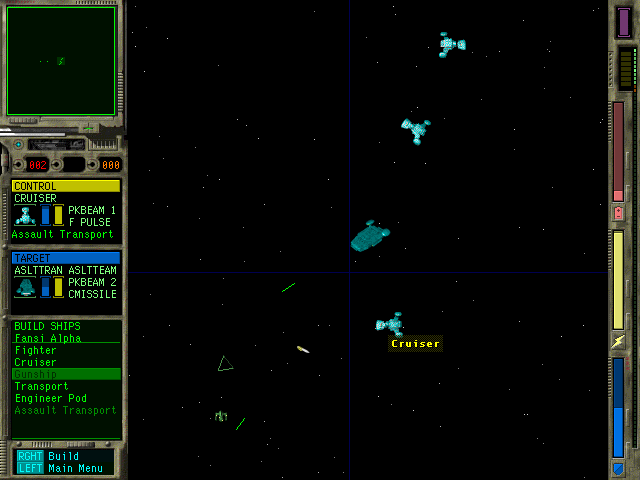 002 000
CONTROL
CRUISER
PKBEAM 1
F PULSE
Assault Transport
TARGET
ASLTTRAN ASLTTEAM
PKBEAM 2
CMISSILE
BUILD SHIPS
Fansi Alpha
Fighter
Cruiser
Gunship
Transport
Engineer Pod
Assault Transport
RGHT Build
LEFT Main Menu
Cruiser